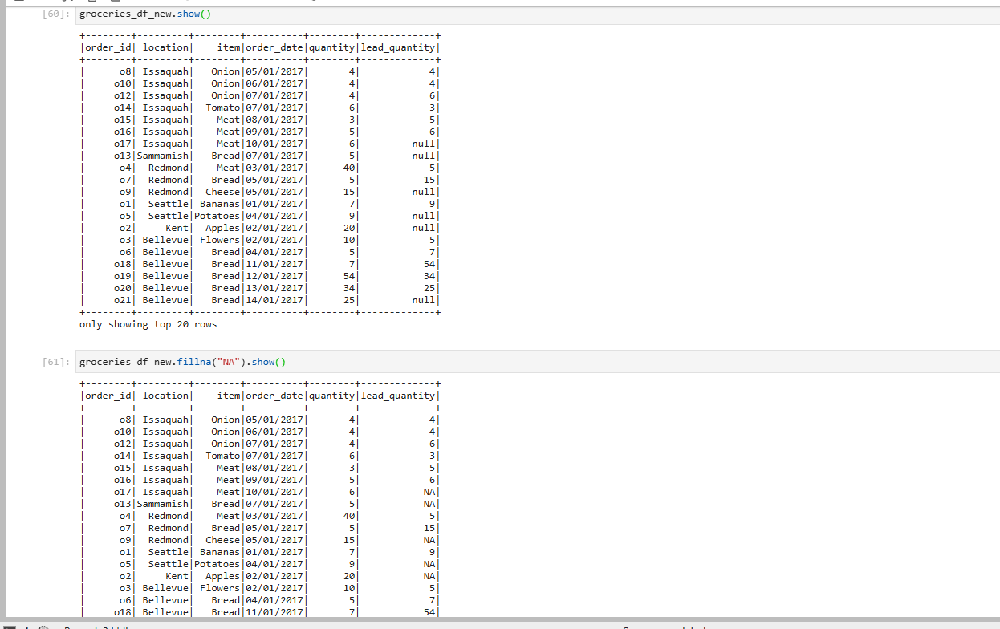 [60]: groceries_df_new.show()
+--------+---------+--------+----------+--------+-------------+
|order_id| location|    item|order_date|quantity|lead_quantity|
+--------+---------+--------+----------+--------+-------------+
|      o8| Issaquah|   Onion|05/01/2017|       4|            4|
|     o10| Issaquah|   Onion|06/01/2017|       4|            4|
|     o12| Issaquah|   Onion|07/01/2017|       4|            6|
|     o14| Issaquah|  Tomato|07/01/2017|       6|            3|
|     o15| Issaquah|    Meat|08/01/2017|       3|            5|
|     o16| Issaquah|    Meat|09/01/2017|       5|            6|
|     o17| Issaquah|    Meat|10/01/2017|       6|         null|
|     o13|Sammamish|   Bread|07/01/2017|       5|         null|
|      o4|  Redmond|    Meat|03/01/2017|      40|            5|
|      o7|  Redmond|   Bread|05/01/2017|       5|           15|
|      o9|  Redmond|  Cheese|05/01/2017|      15|         null|
|      o1|  Seattle| Bananas|01/01/2017|       7|            9|
|      o5|  Seattle|Potatoes|04/01/2017|       9|         null|
|      o2|     Kent|  Apples|02/01/2017|      20|         null|
|      o3| Bellevue| Flowers|02/01/2017|      10|            5|
|      o6| Bellevue|   Bread|04/01/2017|       5|            7|
|     o18| Bellevue|   Bread|11/01/2017|       7|           54|
|     o19| Bellevue|   Bread|12/01/2017|      54|           34|
|     o20| Bellevue|   Bread|13/01/2017|      34|           25|
|     o21| Bellevue|   Bread|14/01/2017|      25|         null|
+--------+---------+--------+----------+--------+-------------+
only showing top 20 rows
[61]: groceries_df_new.fillna("NA").show()
+--------+---------+--------+----------+--------+-------------+
|order_id| location|    item|order_date|quantity|lead_quantity|
+--------+---------+--------+----------+--------+-------------+
|      o8| Issaquah|   Onion|05/01/2017|       4|            4|
|     o10| Issaquah|   Onion|06/01/2017|       4|            4|
|     o12| Issaquah|   Onion|07/01/2017|       4|            6|
|     o14| Issaquah|  Tomato|07/01/2017|       6|            3|
|     o15| Issaquah|    Meat|08/01/2017|       3|            5|
|     o16| Issaquah|    Meat|09/01/2017|       5|            6|
|     o17| Issaquah|    Meat|10/01/2017|       6|           NA|
|     o13|Sammamish|   Bread|07/01/2017|       5|           NA|
|      o4|  Redmond|    Meat|03/01/2017|      40|            5|
|      o7|  Redmond|   Bread|05/01/2017|       5|           15|
|      o9|  Redmond|  Cheese|05/01/2017|      15|           NA|
|      o1|  Seattle| Bananas|01/01/2017|       7|            9|
|      o5|  Seattle|Potatoes|04/01/2017|       9|           NA|
|      o2|     Kent|  Apples|02/01/2017|      20|           NA|
|      o3| Bellevue| Flowers|02/01/2017|      10|            5|
|      o6| Bellevue|   Bread|04/01/2017|       5|            7|
|     o18| Bellevue|   Bread|11/01/2017|       7|           54|